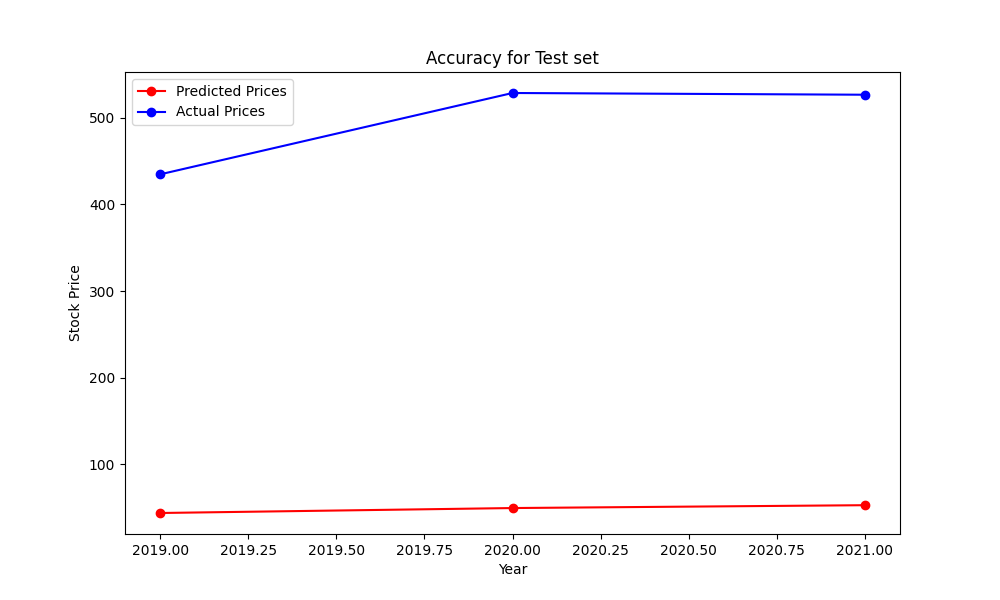 Accuracy for Test set
Predicted Prices
Actual Prices
500
400
300
200
100
Stock Price
2019.00 2019.25 2019.50 2019.75 2020.00 2020.25 2020.50 2020.75 2021.00
Year